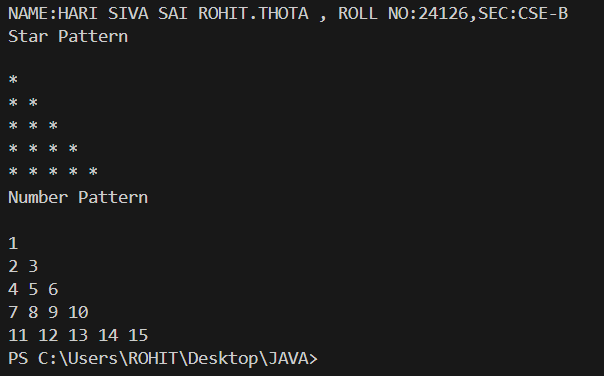 NAME:HARI SIVA SAI ROHIT.THOTA , ROLL NO:24126,SEC:CSE-B
Star Pattern
*
* *
* * *
* * * *
* * * * *
Number Pattern
1
2 3
4 5 6
7 8 9 10
11 12 13 14 15
PS C:\Users\ROHIT\Desktop\JAVA>